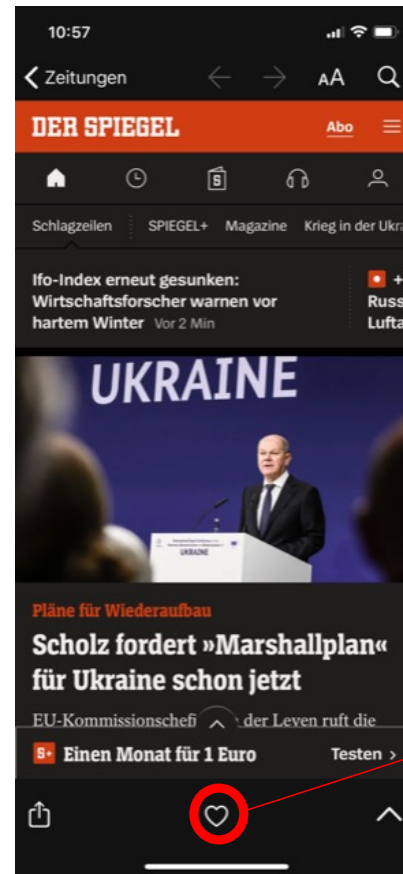 10:57
Zeitungen
AA
DER SPIEGEL
Abo
S
Schlagzeilen
SPIEGEL+
Magazine
Krieg in der Ukr
Ifo-Index erneut gesunken:
Wirtschaftsforscher warnen vor
hartem Winter Vor 2 Min
+
Russ
Lufta
UKRAINE
UKRAINE
Pläne für Wiederaufbau
Scholz fordert »Marshallplan«
für Ukraine schon jetzt
EU-Kommissionschefi der Leyen ruft die
S+ Einen Monat für 1 Euro
Testen >